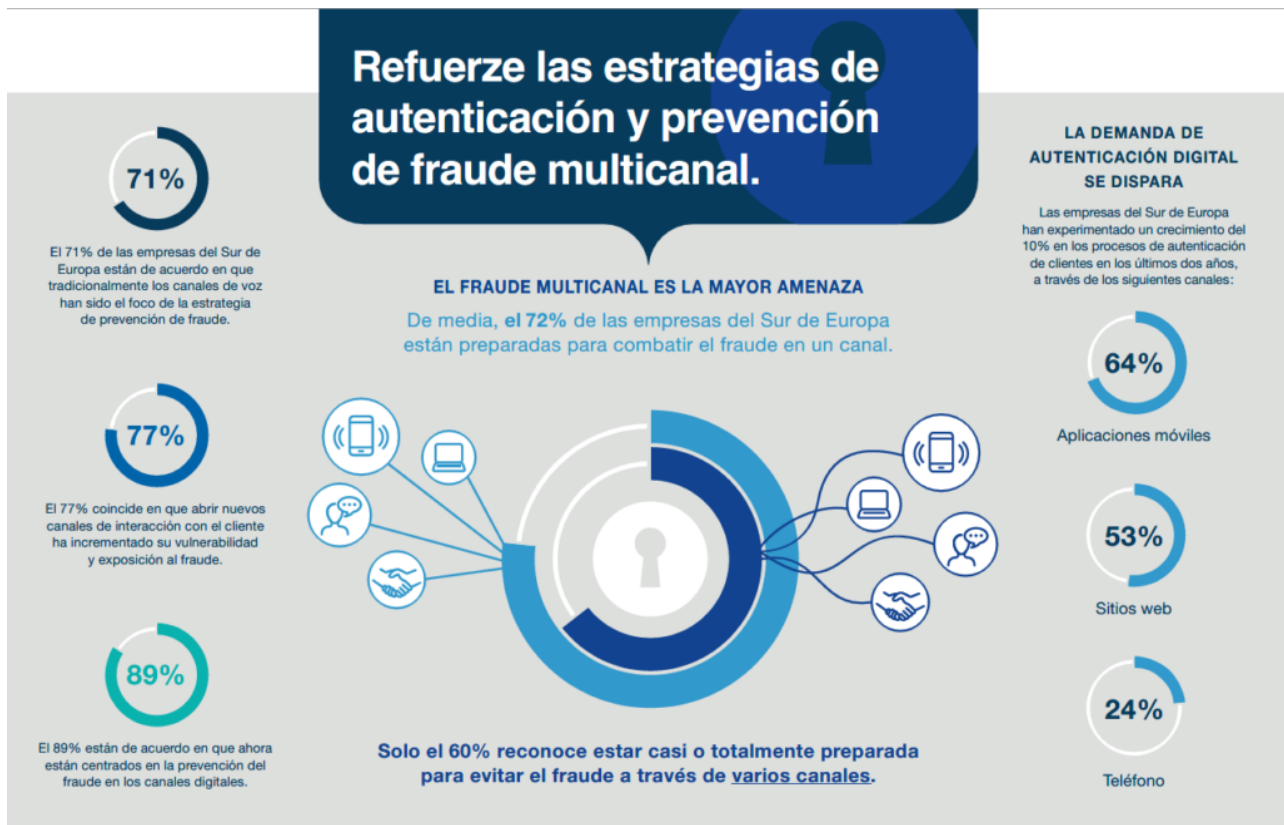 Refuerze las estrategias de
autenticación y prevención
de fraude multicanal.
71%
El 71% de las empresas del Sur de
Europa están de acuerdo en que
tradicionalmente los canales de voz
han sido el foco de la estrategia
de prevención de fraude.
77%
El 77% coincide en que abrir nuevos
canales de interacción con el cliente
ha incrementado su vulnerabilidad
y exposición al fraude.
89%
El 89% están de acuerdo en que ahora
están centrados en la prevención del
fraude en los canales digitales.
EL FRAUDE MULTICANAL ES LA MAYOR AMENAZA
De media, el 72% de las empresas del Sur de Europa
están preparadas para combatir el fraude en un canal.
Solo el 60% reconoce estar casi o totalmente preparada
para evitar el fraude a través de varios canales.
LA DEMANDA DE
AUTENTICACIÓN DIGITAL
SE DISPARA
Las empresas del Sur de Europa
han experimentado un crecimiento del
10% en los procesos de autenticación
de clientes en los últimos dos años,
a través de los siguientes canales:
64%
Aplicaciones móviles
53%
Sitios web
24%
Teléfono